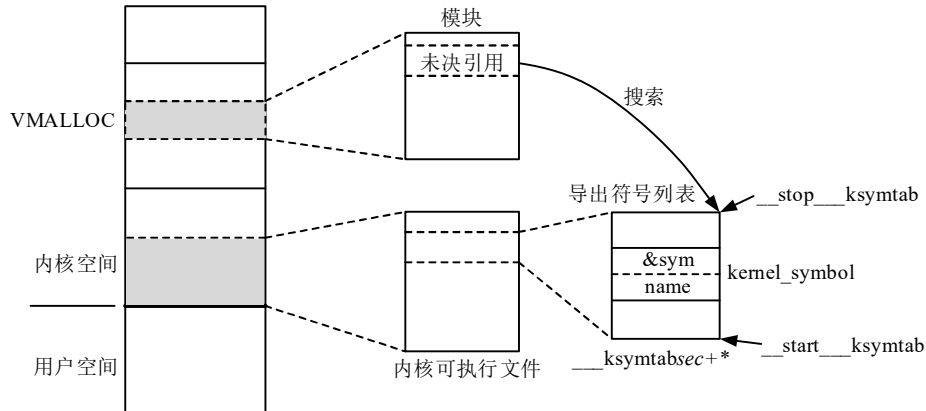 模块
未决引用
VMALLOC
搜索
导出符号列表
__stop___ksymtab
内核空间
&sym
kernel_symbol
name
__start___ksymtab
___ksymtabsec+*
内核可执行文件
用户空间